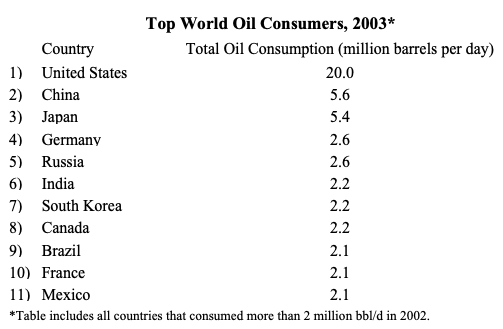 Top World Oil Consumers, 2003*
Country Total Oil Consumption (million barrels per day)
1) United States 20.0
2) China 5.6
3) Japan 5.4
4) Germany 2.6
5) Russia 2.6
6) India 2.2
7) South Korea 2.2
8) Canada 2.2
9) Brazil 2.1
10) France 2.1
11) Mexico 2.1
*Table includes all countries that consumed more than 2 million bbl/d in 2002.